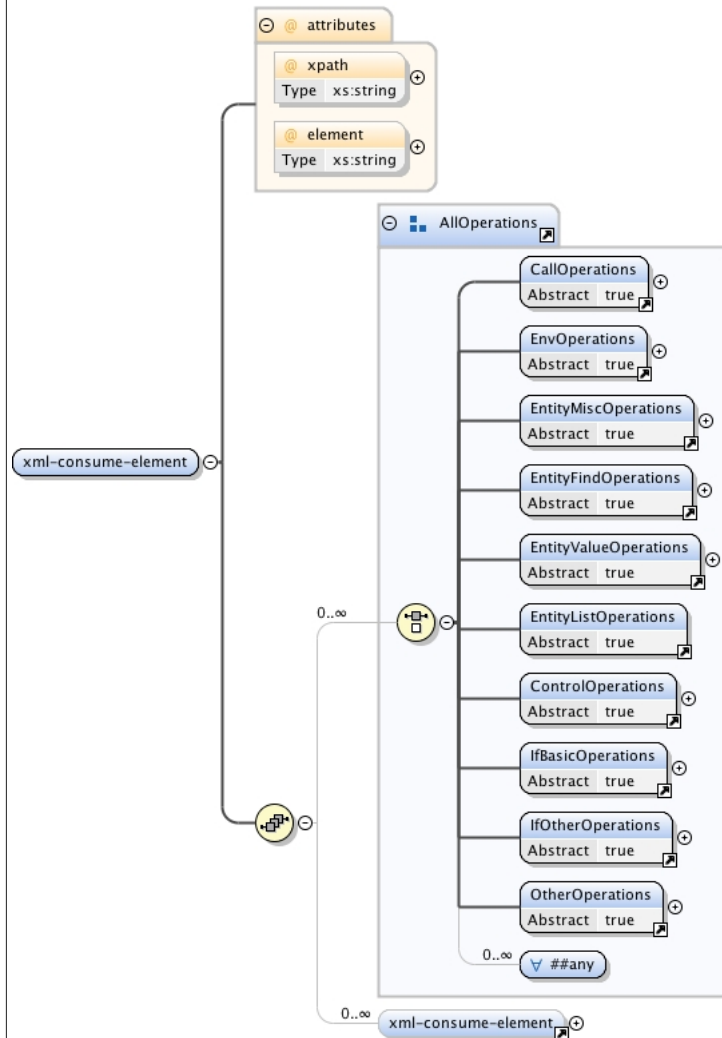 @ attributes
@ xpath
Type xs:string
@ element
Type xs:string
AllOperations
CallOperations
Abstract true
EnvOperations
Abstract true
EntityMiscOperations
Abstract true
xml-consume-element
EntityFindOperations
Abstract true
EntityValueOperations
Abstract true
0..∞
EntityListOperations
Abstract true
ControlOperations
Abstract true
IfBasicOperations
Abstract true
IfOtherOperations
Abstract true
OtherOperations
Abstract true
0..∞
∀ ##any
0..∞
xml-consume-element